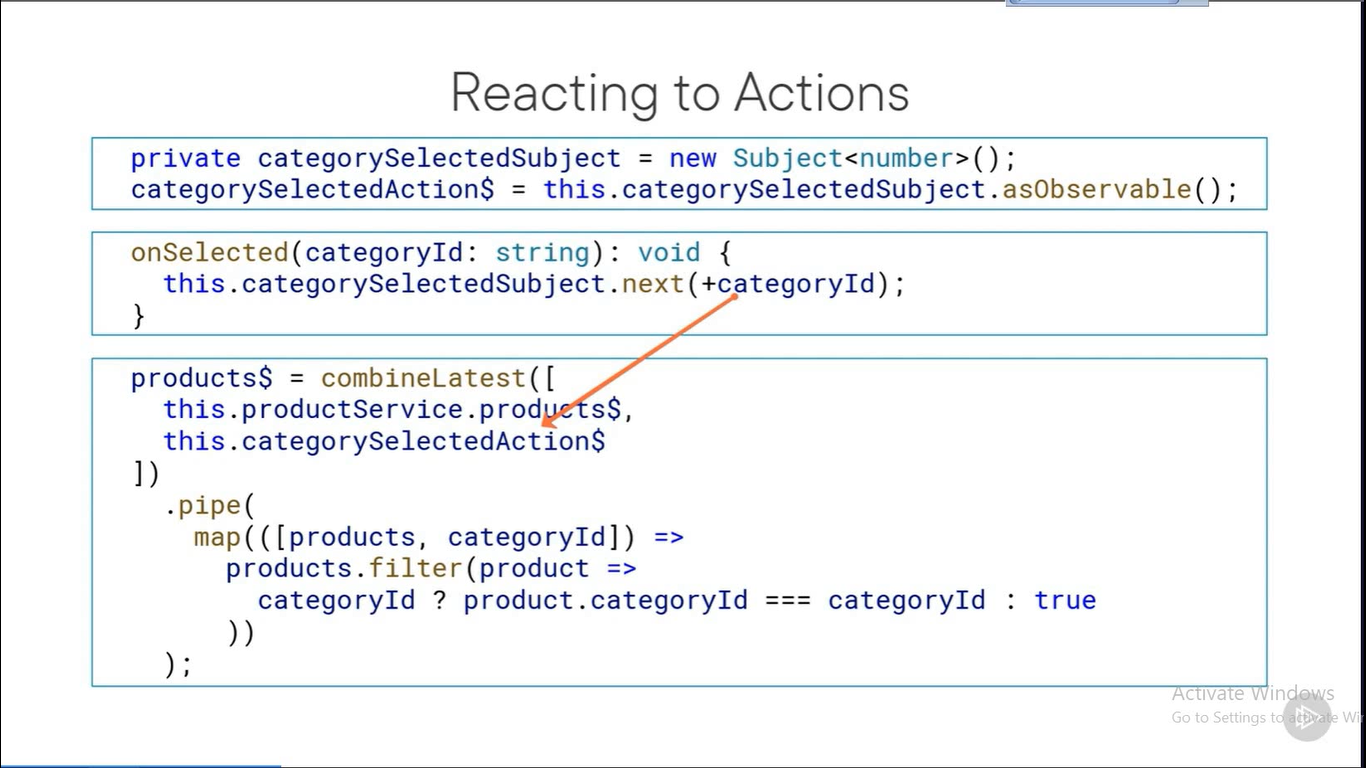 Reacting to Actions
private categorySelectedSubject = new Subject<number>();
categorySelectedAction$ = this.categorySelectedSubject.asObservable();
onSelected(categoryId: string): void {
  this.categorySelectedSubject.next(+categoryId);
}
products$ = combineLatest([
  this.productService.products$,
  this.categorySelectedAction$
])
  .pipe(
    map(([products, categoryId]) =>
      products.filter(product =>
        categoryId ? product.categoryId === categoryId : true
      ))
  );
Activate Windows
Go to Settings to activate Wi